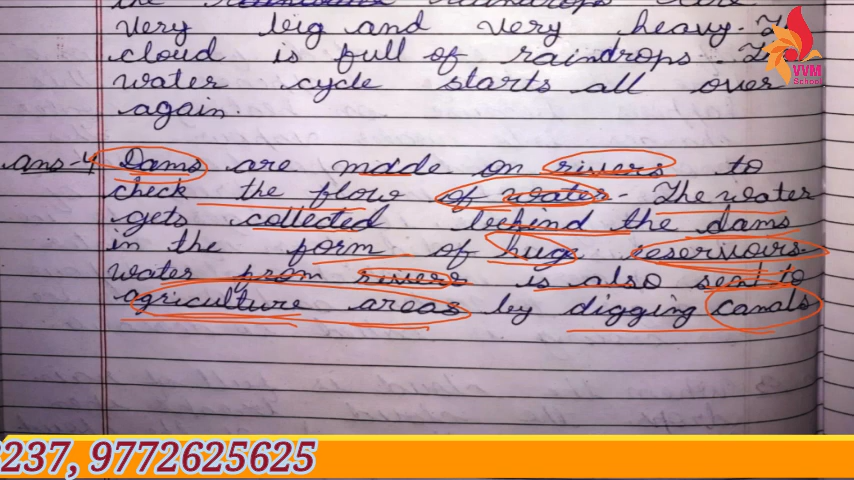 very big and very heavy. The
cloud is full of raindrops. The
water cycle starts all over
again.
VVM
School
ans-4 Dams are made on rivers to
check the flow of water. The water
gets collected behind the dams
in the form of huge reservoirs.
water from rivers is also sent to
agriculture areas by digging canals
237, 9772625625